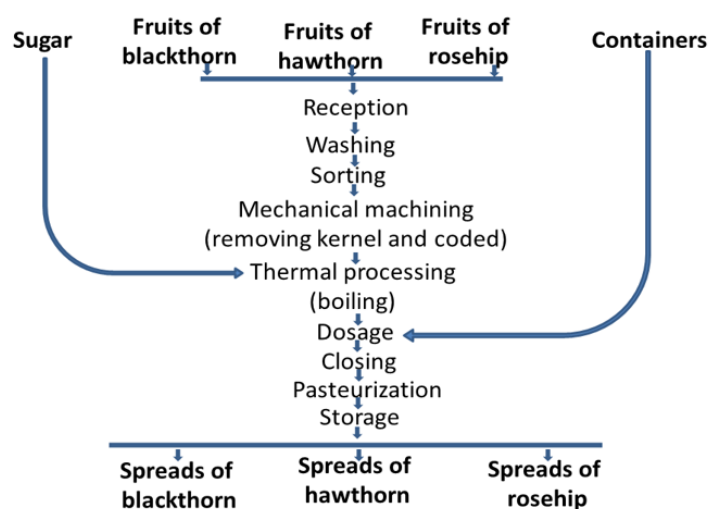 Sugar
Fruits of
blackthorn
Fruits of
hawthorn
Fruits of
rosehip
Containers
Reception
Washing
Sorting
Mechanical machining
(removing kernel and coded)
Thermal processing
(boiling)
Dosage
Closing
Pasteurization
Storage
Spreads of
blackthorn
Spreads of
hawthorn
Spreads of
rosehip